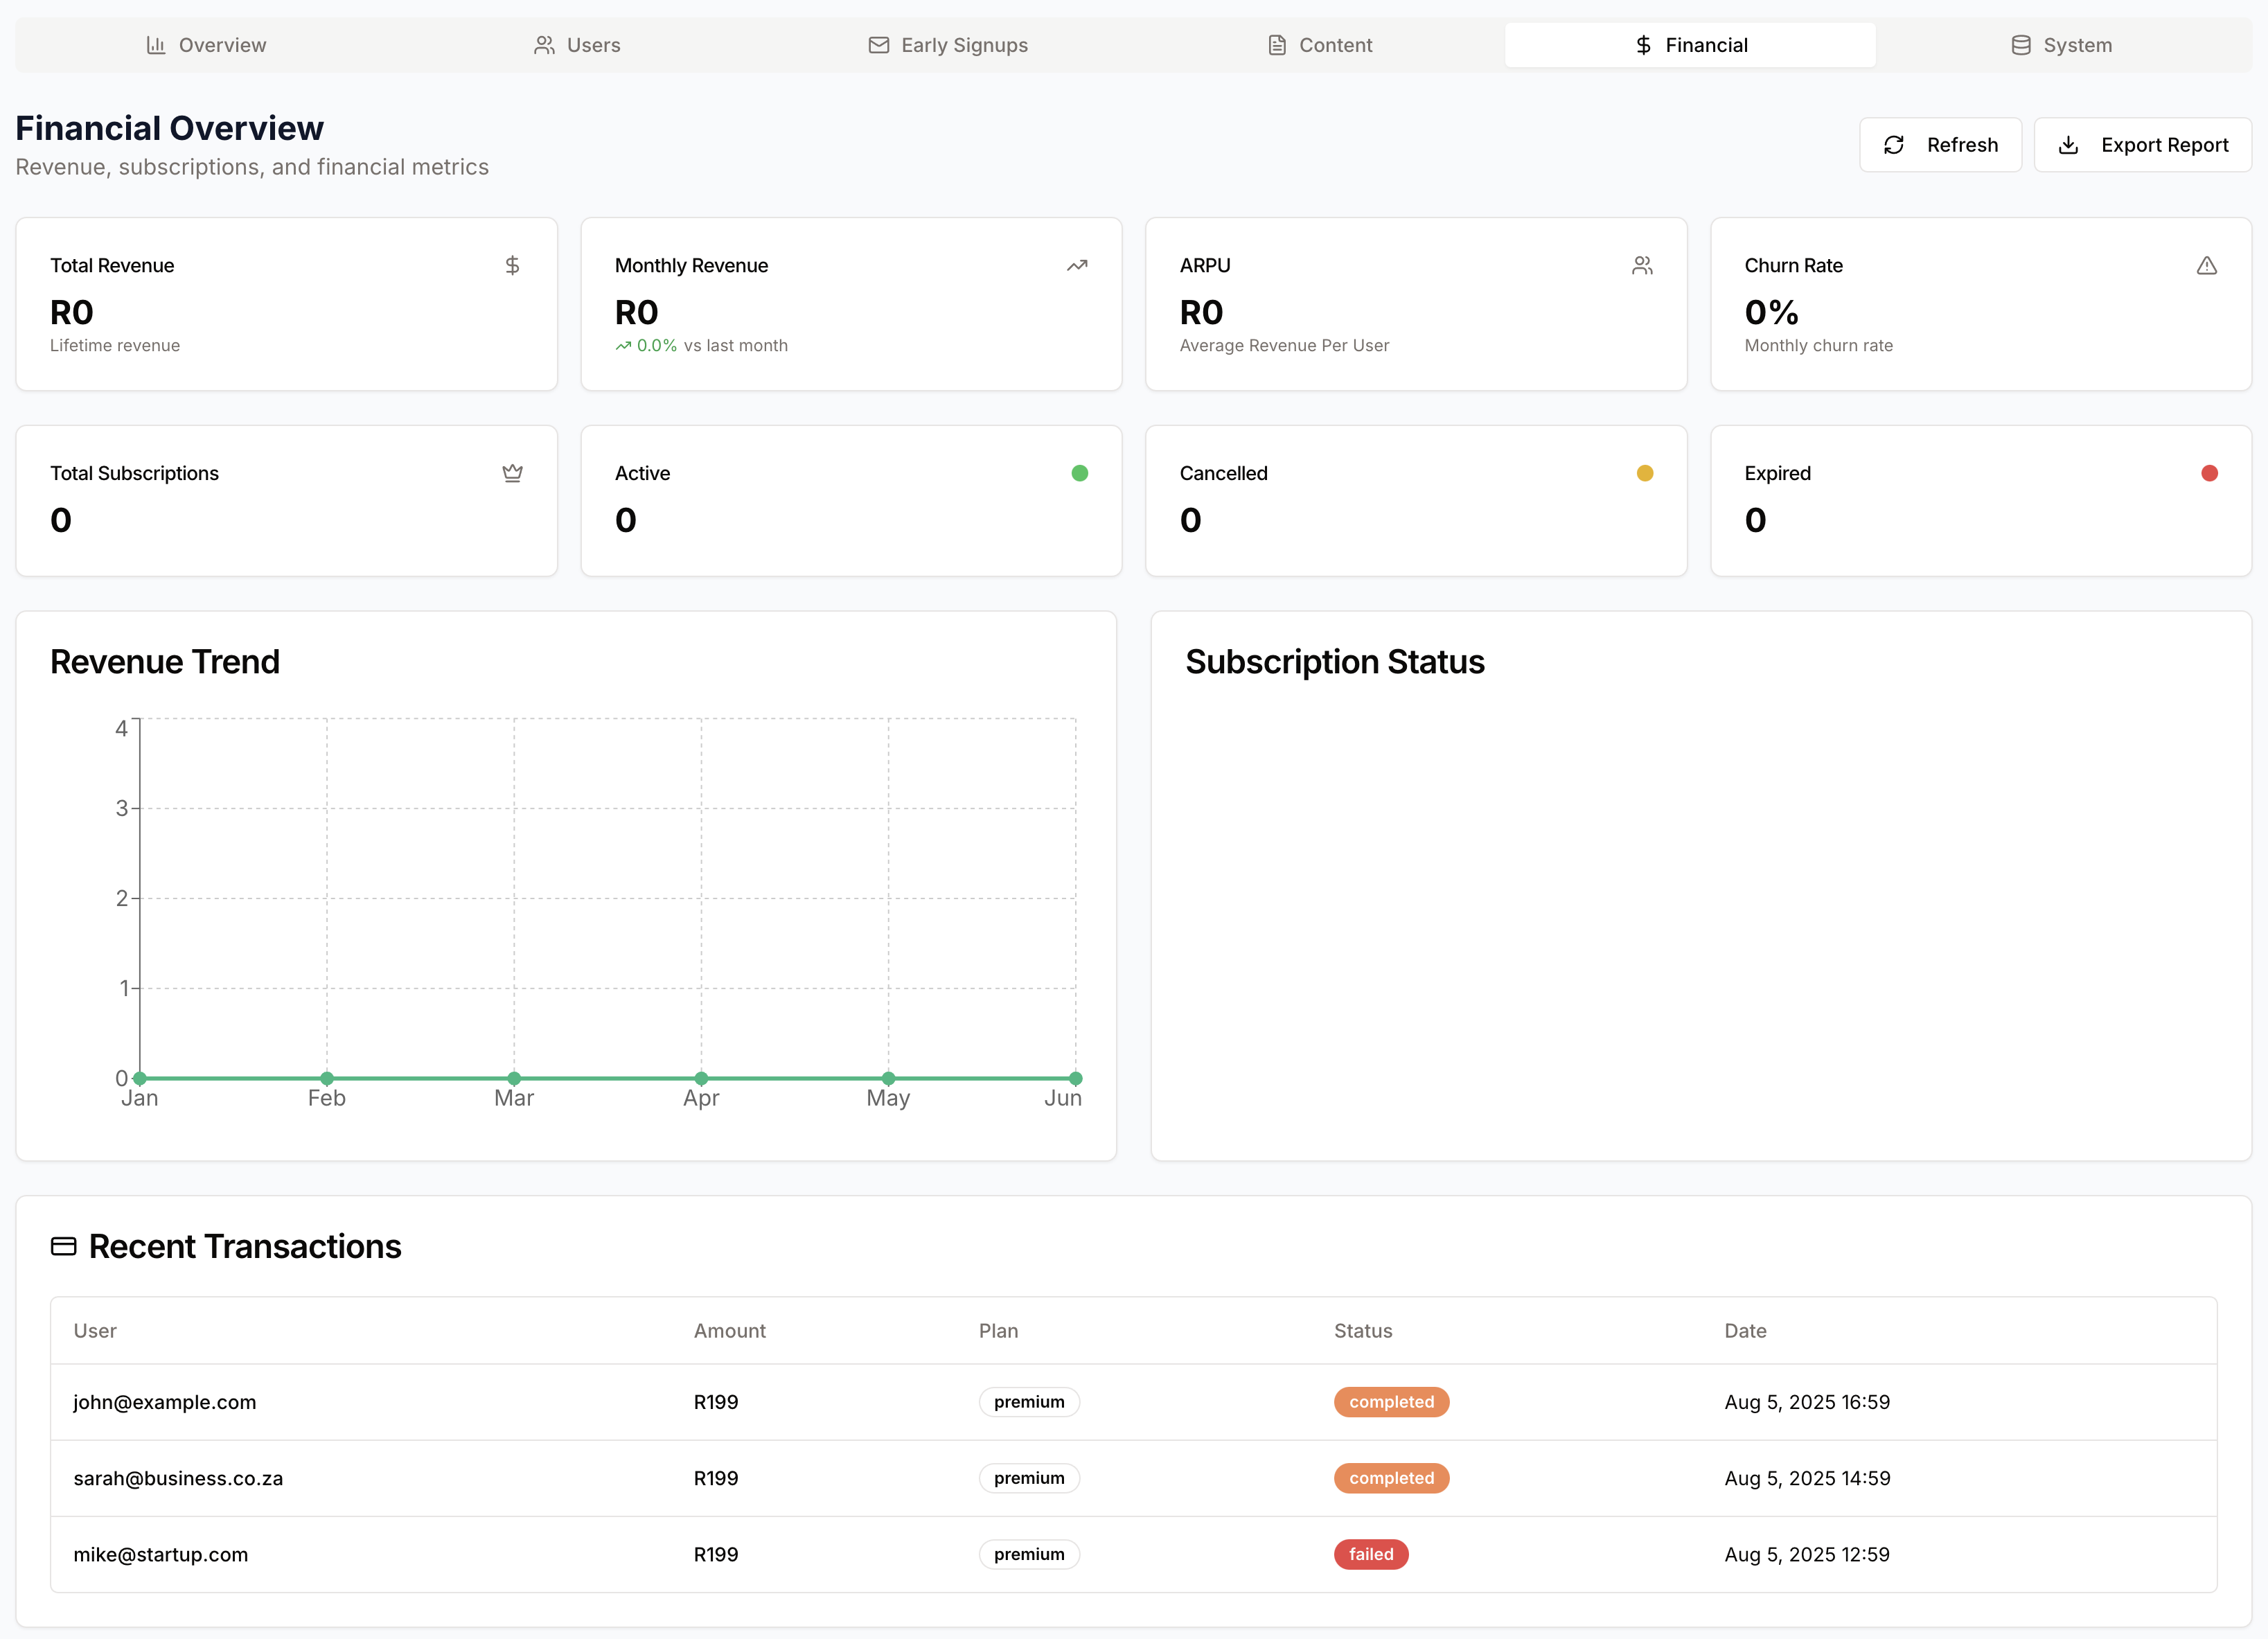 Overview Users Early Signups Content Financial System
Financial Overview
Revenue, subscriptions, and financial metrics
Refresh Export Report
Total Revenue
R0
Lifetime revenue
Monthly Revenue
R0
0.0% vs last month
ARPU
R0
Average Revenue Per User
Churn Rate
0%
Monthly churn rate
Total Subscriptions
0
Active
0
Cancelled
0
Expired
0
Revenue Trend
4
3
2
1
0
Jan Feb Mar Apr May Jun
Subscription Status
Recent Transactions
User Amount Plan Status Date
john@example.com R199 premium completed Aug 5, 2025 16:59
sarah@business.co.za R199 premium completed Aug 5, 2025 14:59
mike@startup.com R199 premium failed Aug 5, 2025 12:59